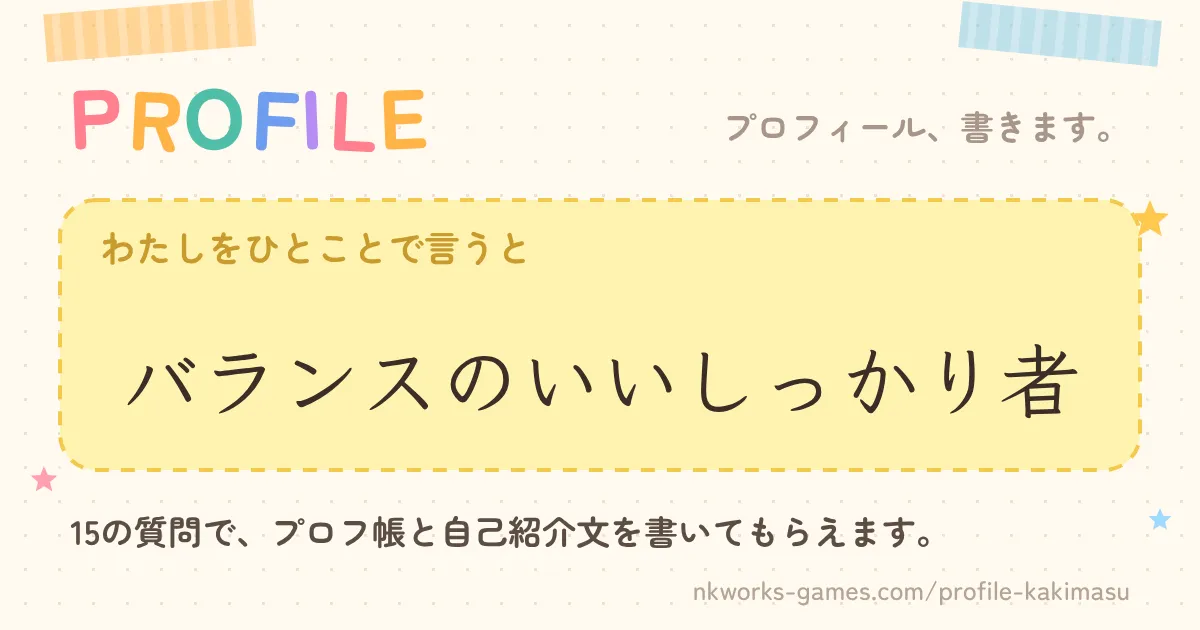 PROFILE
プロフィール、書きます。
わたしをひとことで言うと
バランスのいいしっかり者
15の質問で、プロフ帳と自己紹介文を書いてもらえます。
nkworks-games.com/profile-kakimasu